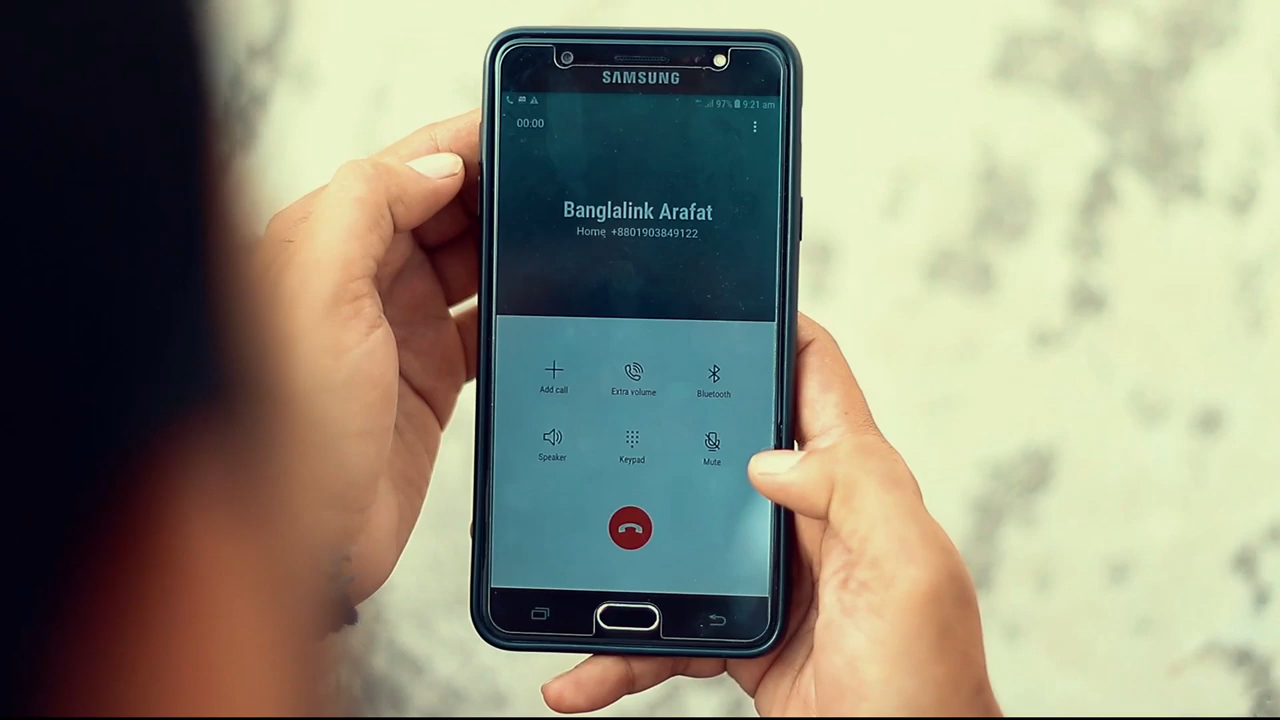 SAMSUNG
97% 9:21 am
00:00
Banglalink Arafat
Home +8801903849122
Add call
Extra volume
Bluetooth
Speaker
Keypad
Mute